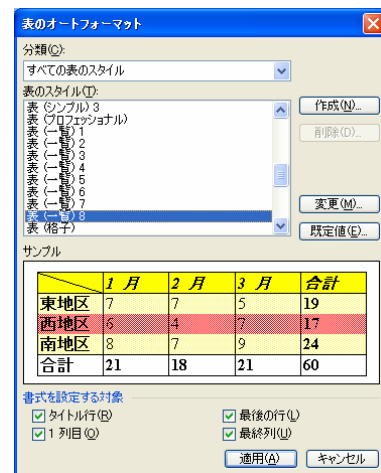 表のオートフォーマット
分類(C):
すべての表のスタイル
表のスタイル(T):
表 (シンプル) 3
表 (プロフェッショナル)
表 (一覧) 1
表 (一覧) 2
表 (一覧) 3
表 (一覧) 4
表 (一覧) 5
表 (一覧) 6
表 (一覧) 7
表 (一覧) 8
表 (格子)
作成(N)...
削除(D)...
変更(M)...
既定値(E)...
サンプル
1 月 2 月 3 月 合計
東地区 7 7 5 19
西地区 6 4 7 17
南地区 8 7 9 24
合計 21 18 21 60
書式を設定する対象
タイトル行(R) 最後の行(L)
1 列目(O) 最終列(U)
適用(A) キャンセル